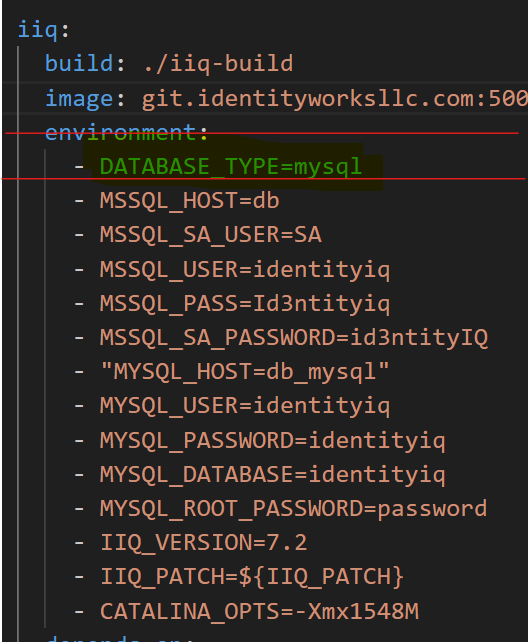 iiq:
build: ./iiq-build
image: git.identityworksllc.com:500
environment:
- DATABASE_TYPE=mysql
- MSSQL_HOST=db
- MSSQL_SA_USER=SA
- MSSQL_USER=identityiq
- MSSQL_PASS=Id3ntityiq
- MSSQL_SA_PASSWORD=id3ntityIQ
- "MYSQL_HOST=db_mysql"
- MYSQL_USER=identityiq
- MYSQL_PASSWORD=identityiq
- MYSQL_DATABASE=identityiq
- MYSQL_ROOT_PASSWORD=password
- IIQ_VERSION=7.2
- IIQ_PATCH=${IIQ_PATCH}
- CATALINA_OPTS=-Xmx1548M